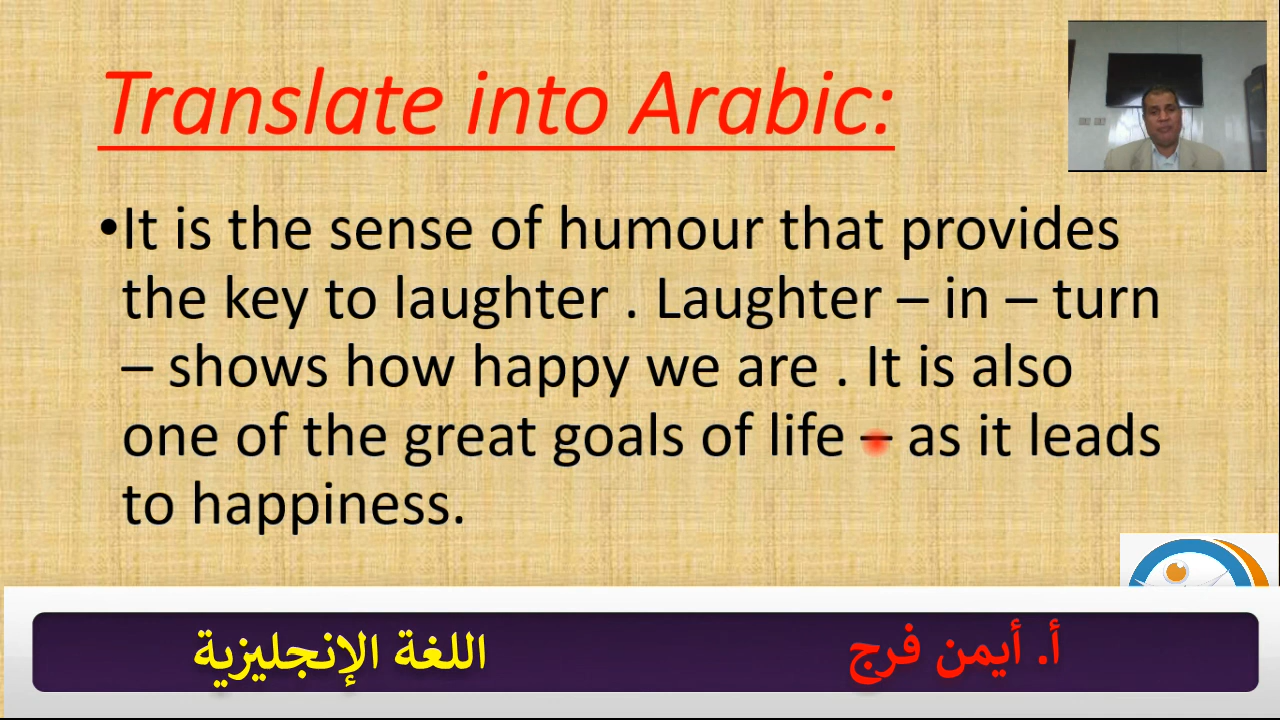 Translate into Arabic:
•It is the sense of humour that provides
the key to laughter . Laughter – in – turn
– shows how happy we are . It is also
one of the great goals of life – as it leads
to happiness.
أ. أيمن فرج
اللغة الإنجليزية